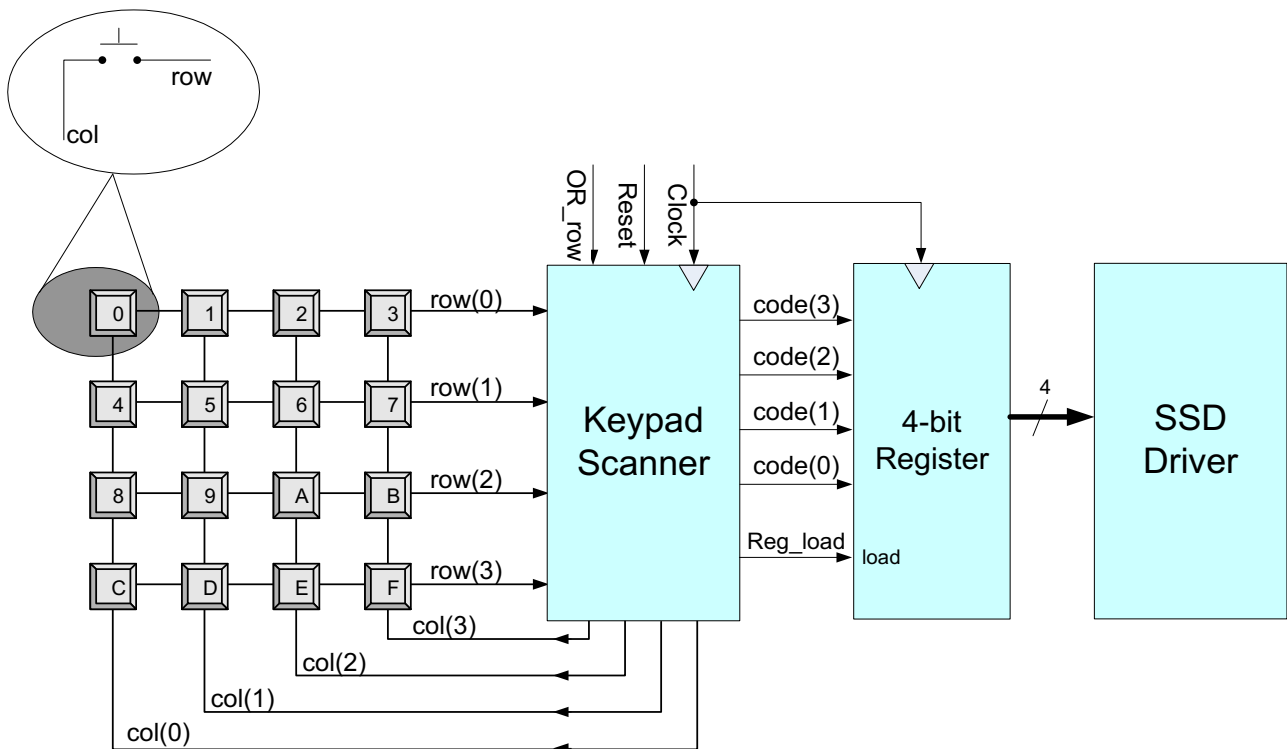 row
col
OR_row
Reset
Clock
0 1 2 3 row(0)
4 5 6 7 row(1)
8 9 A B row(2)
C D E F row(3)
col(3)
col(2)
col(1)
col(0)
Keypad
Scanner
code(3)
code(2)
code(1)
code(0)
Reg_load
load
4-bit
Register
4
SSD
Driver